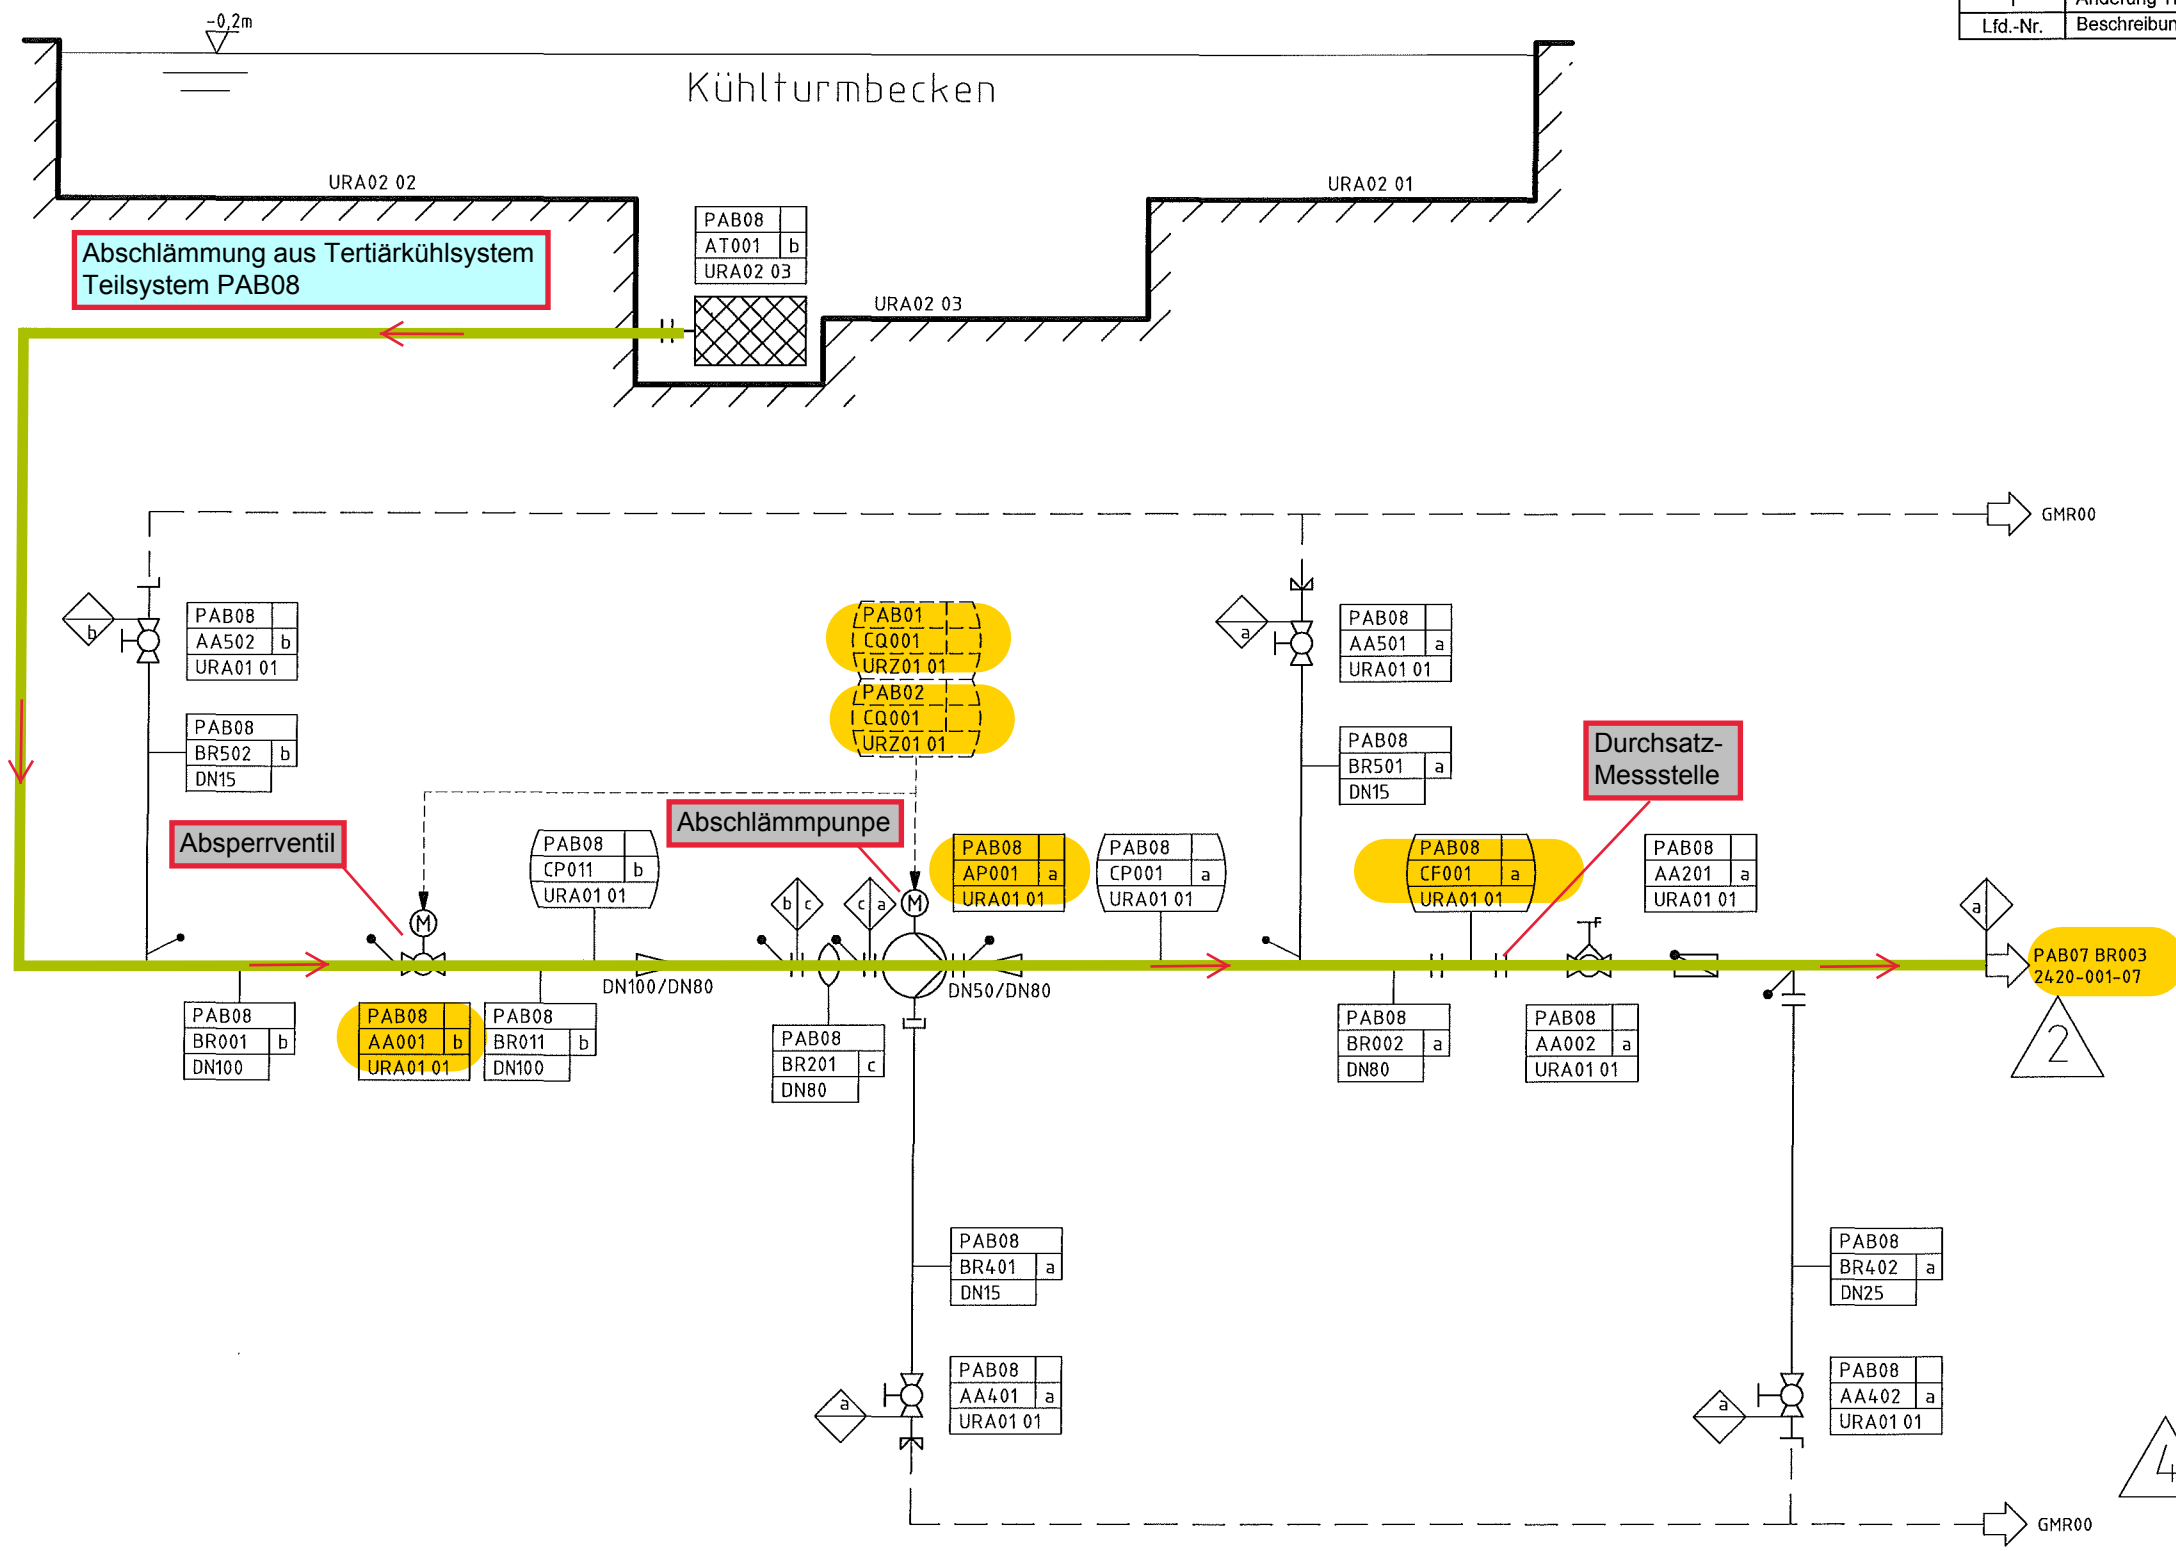 Lfd.-Nr. Beschreibun
-0,2m
Kühlturmbecken
URA02 02
URA02 01
PAB08
AT001 b
URA02 03
Abschlämmung aus Tertiärkühlsystem
Teilsystem PAB08
URA02 03
GMR00
b
PAB08
AA502 b
URA01 01
PAB01
CQ001
URZ01 01
PAB02
CQ001
URZ01 01
a
PAB08
AA501 a
URA01 01
PAB08
BR502 b
DN15
PAB08
BR501 a
DN15
Durchsatz-
Messstelle
Absperrventil
Abschlämmpunpe
PAB08
CP011 b
URA01 01
PAB08
AP001 a
URA01 01
PAB08
CP001 a
URA01 01
PAB08
CF001 a
URA01 01
PAB08
AA201 a
URA01 01
M
b c
c a
M
a
DN100/DN80
DN50/DN80
PAB07 BR003
2420-001-07
2
PAB08
BR001 b
DN100
PAB08
AA001 b
URA01 01
PAB08
BR011 b
DN100
PAB08
BR201 c
DN80
PAB08
BR002 a
DN80
PAB08
AA002 a
URA01 01
PAB08
BR401 a
DN15
PAB08
BR402 a
DN25
a
PAB08
AA401 a
URA01 01
a
PAB08
AA402 a
URA01 01
4
GMR00